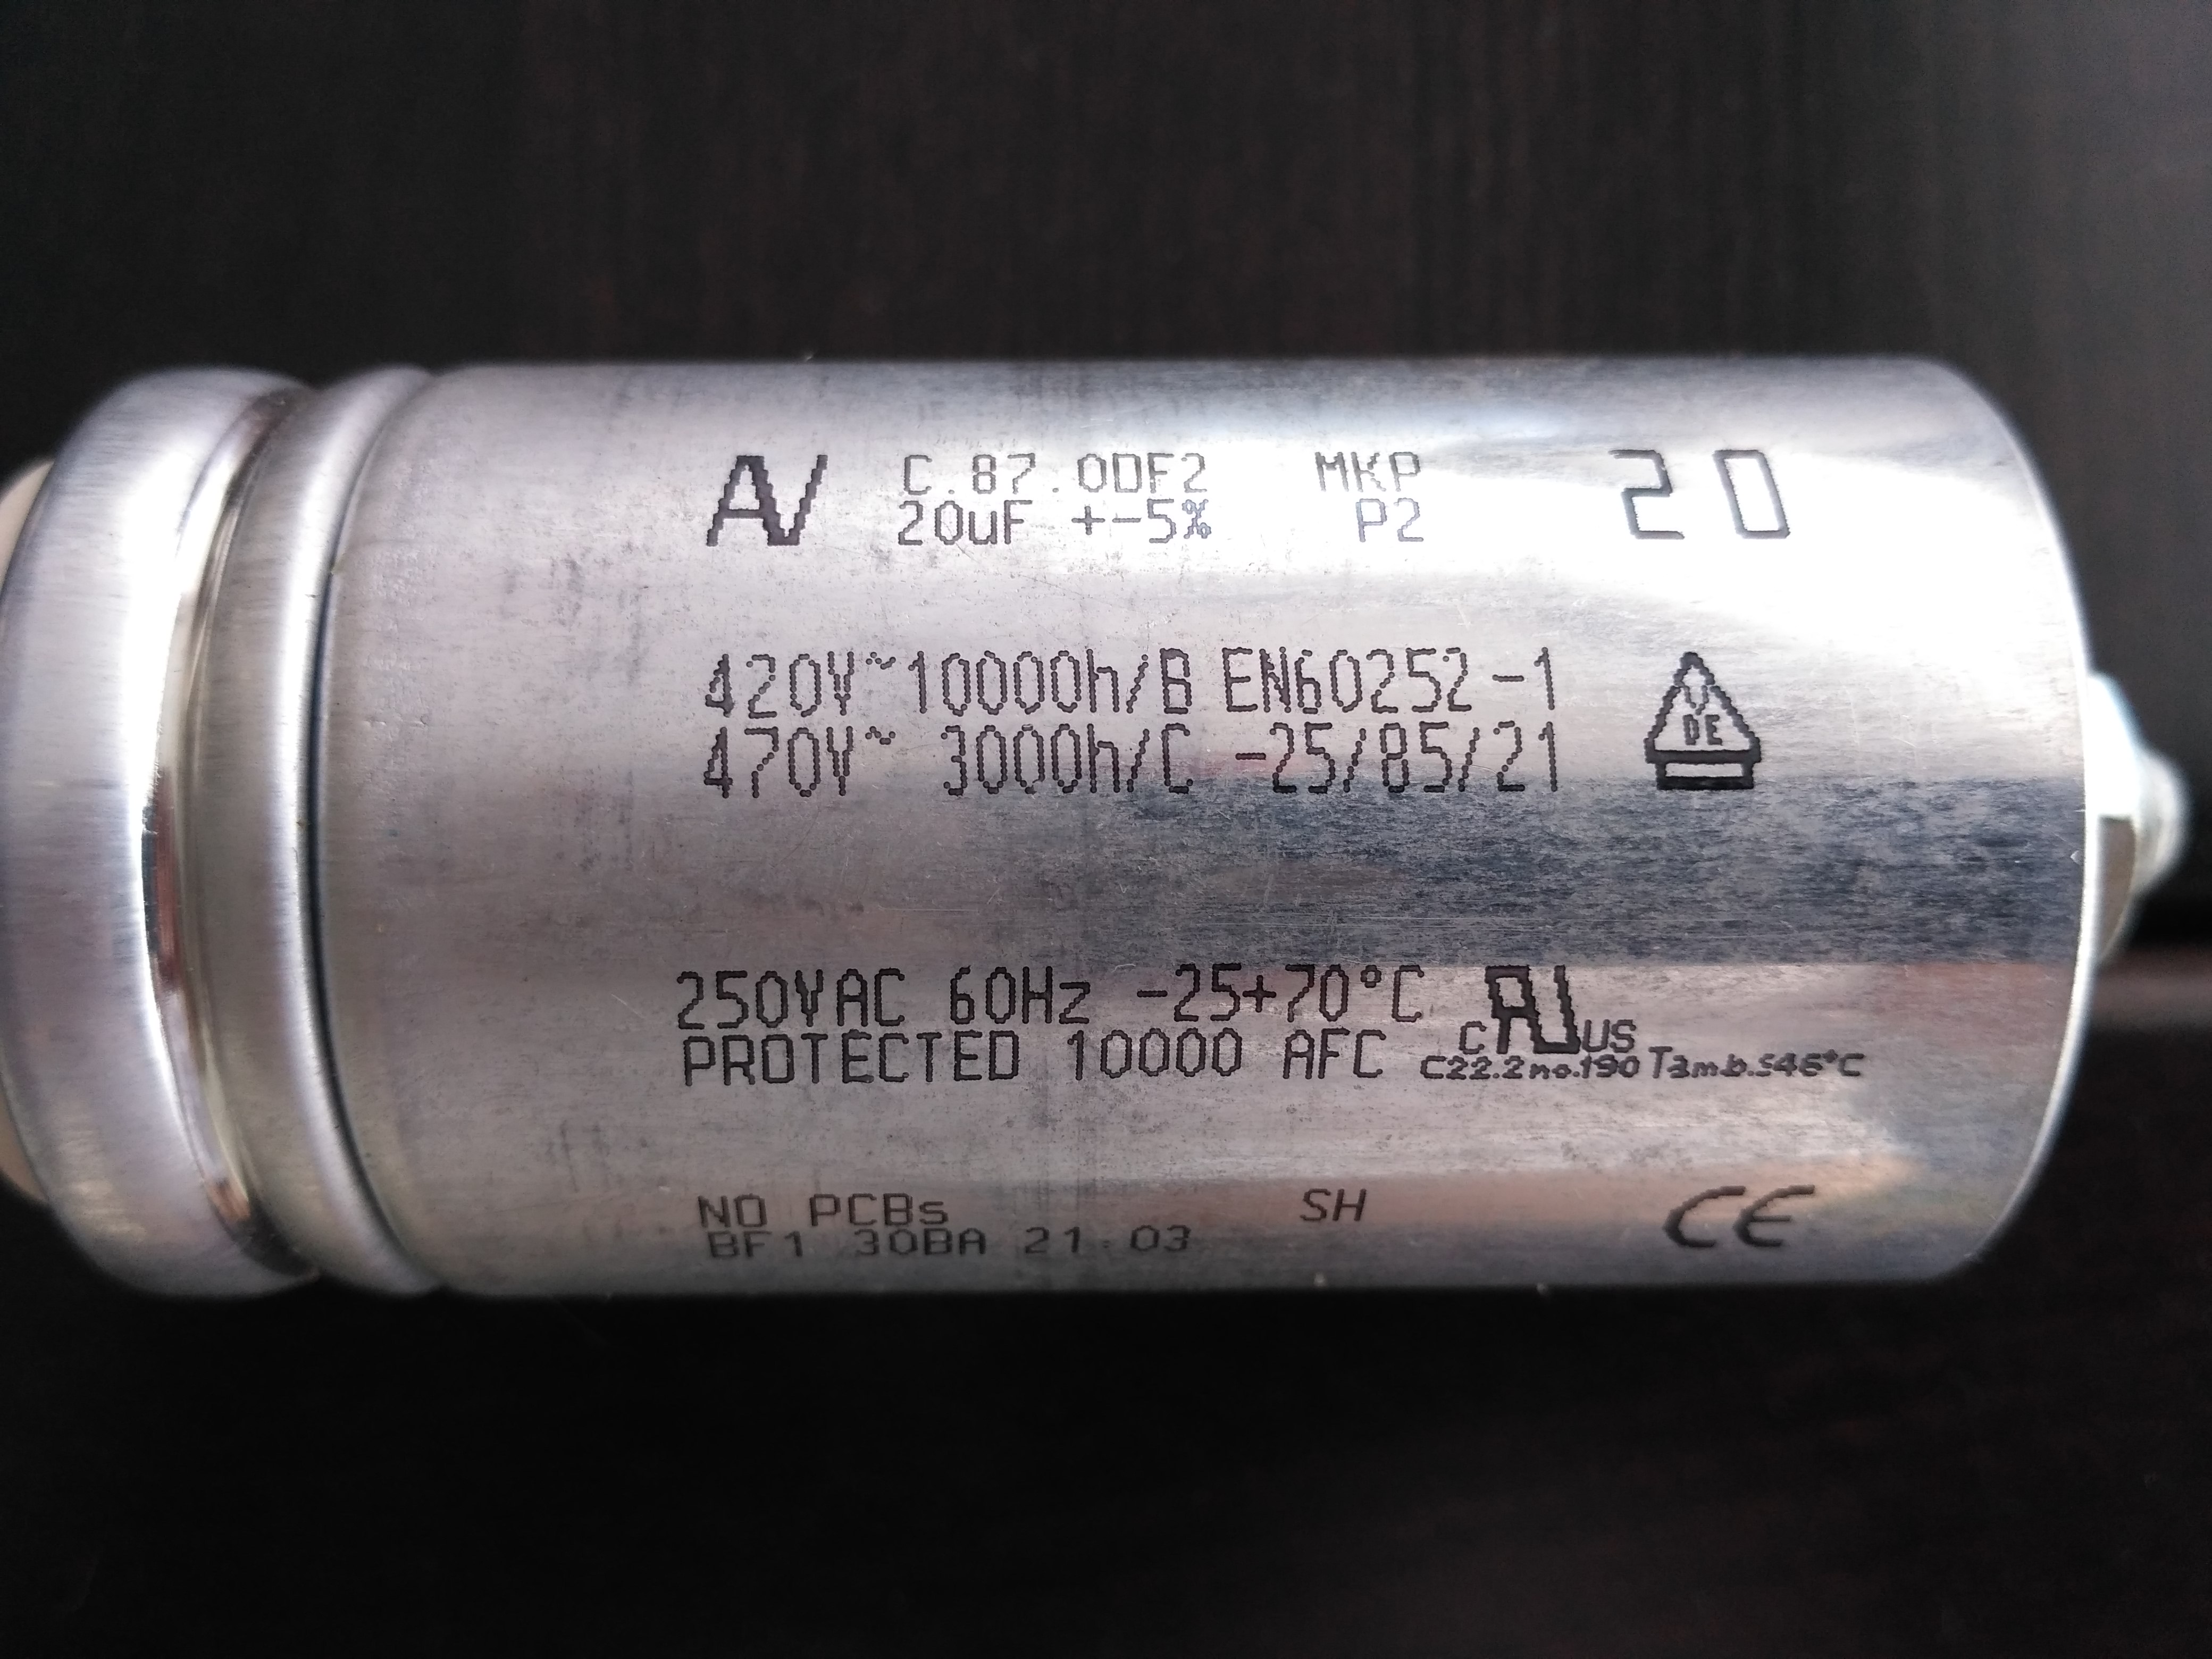 AV C.87.0DF2 MKP 20
20uF +-5% P2
420V~10000h/B EN60252-1
470V~ 3000h/C -25/85/21
DE
250VAC 60Hz -25+70°C
PROTECTED 10000 AFC c US
C22.2no.190 Tamb.≤46°C
NO PCBs SH CE
BF1 30BA 21.03